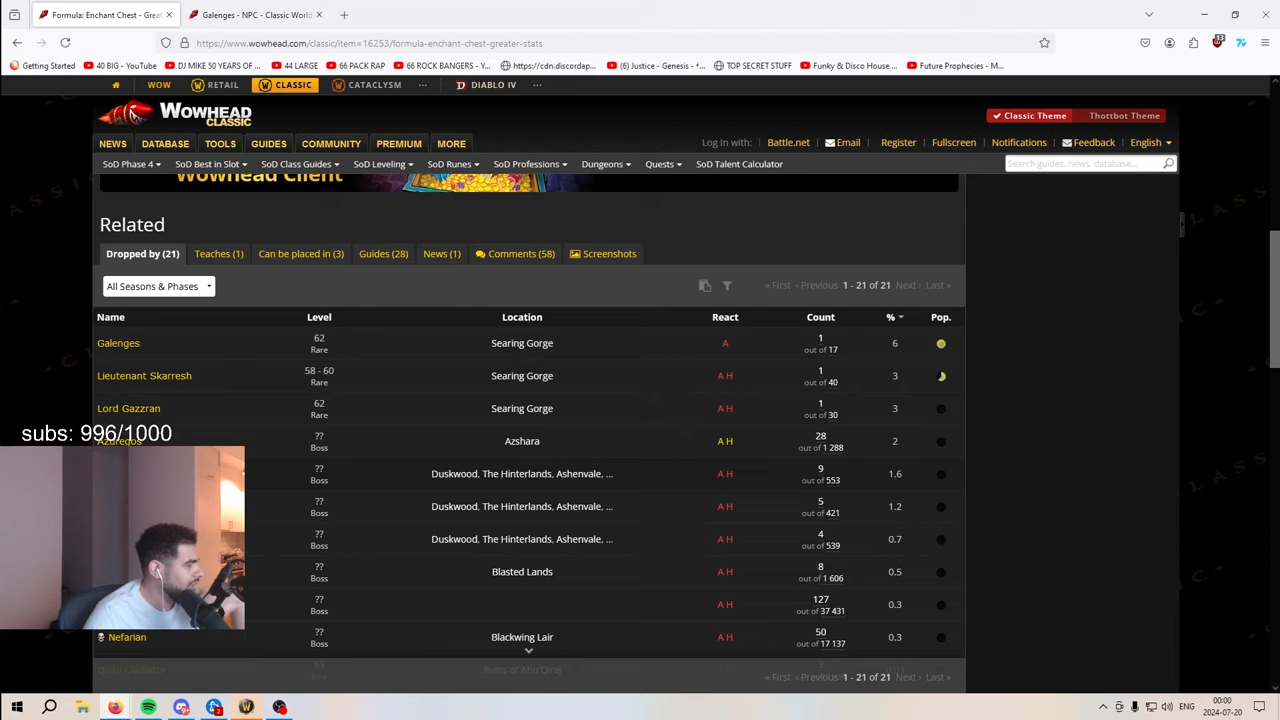 Formula: Enchant Chest - Great
Galenges - NPC - Classic World
https://www.wowhead.com/classic/item=16253/formula-enchant-chest-greater-stats
13
Getting Started
40 BIG - YouTube
DJ MIKE 50 YEARS OF ...
44 LARGE
66 PACK RAP
66 ROCK BANGERS - Y...
https://cdn.discordap...
(6) Justice - Genesis - +...
TOP SECRET STUFF
Funky & Disco House ...
Future Prophecies - M...
WOW
RETAIL
CLASSIC
CATACLYSM
...
DIABLO IV
...
WOWHEAD
CLASSIC
Classic Theme
Thottbot Theme
NEWS
DATABASE
TOOLS
GUIDES
COMMUNITY
PREMIUM
MORE
Log in with:
Battle.net
Email
Register
Fullscreen
Notifications
Feedback
English
SoD Phase 4
SoD Best in Slot
SoD Class Guides
SoD Leveling
SoD Runes
SoD Professions
Dungeons
Quests
SoD Talent Calculator
Search guides, news, database...
Wowhead Client
Related
Dropped by (21)
Teaches (1)
Can be placed in (3)
Guides (28)
News (1)
Comments (58)
Screenshots
All Seasons & Phases
« First ‹ Previous 1 - 21 of 21 Next › Last »
Name Level Location React Count % Pop.
Galenges 62 Rare Searing Gorge A 1 out of 17 6
Lieutenant Skarresh 58 - 60 Rare Searing Gorge A H 1 out of 40 3
Lord Gazzran 62 Rare Searing Gorge A H 1 out of 30 3
subs: 996/1000
Azuregos ?? Boss Azshara A H 28 out of 1 288 2
?? Boss Duskwood, The Hinterlands, Ashenvale, ... A H 9 out of 553 1.6
?? Boss Duskwood, The Hinterlands, Ashenvale, ... A H 5 out of 421 1.2
?? Boss Duskwood, The Hinterlands, Ashenvale, ... A H 4 out of 539 0.7
?? Boss Blasted Lands A H 8 out of 1 606 0.5
?? Boss A H 127 out of 37 431 0.3
Nefarian ?? Boss Blackwing Lair A H 50 out of 17 137 0.3
Ruins of Ahn'Qiraj
« First ‹ Previous 1 - 21 of 21 Next › Last »
ENG
00:00
2024-07-20